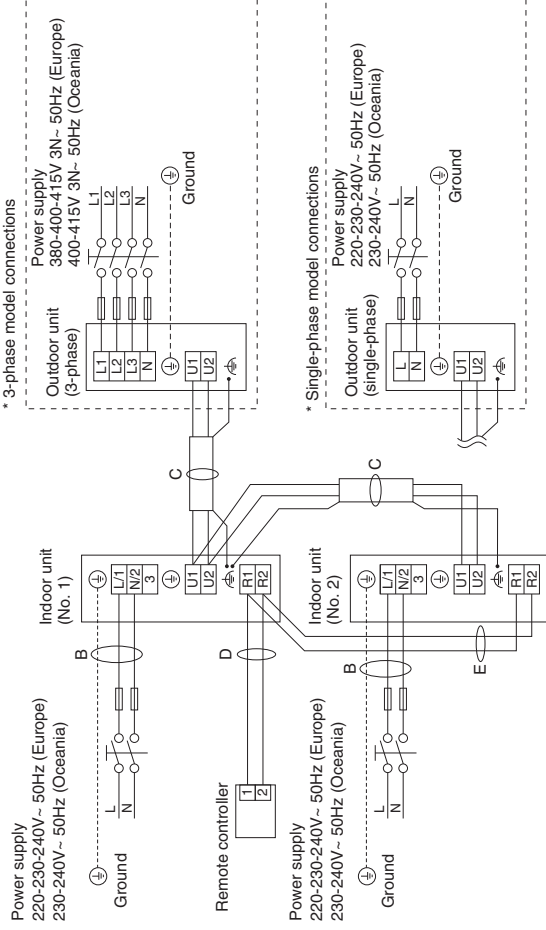 Power supply
220-230-240V~ 50Hz (Europe)
230-240V~ 50Hz (Oceania)
Ground
L
N
B
Indoor unit
(No. 1)
L/1
N/2
3
U1
U2
R1
R2
C
D
Remote controller
1
2
* 3-phase model connections
Outdoor unit
(3-phase)
L1
L2
L3
N
U1
U2
Power supply
380-400-415V 3N~ 50Hz (Europe)
400-415V 3N~ 50Hz (Oceania)
L1
L2
L3
N
Ground
Power supply
220-230-240V~ 50Hz (Europe)
230-240V~ 50Hz (Oceania)
Ground
L
N
B
Indoor unit
(No. 2)
L/1
N/2
3
U1
U2
R1
R2
C
E
* Single-phase model connections
Outdoor unit
(single-phase)
L
N
U1
U2
Power supply
220-230-240V~ 50Hz (Europe)
230-240V~ 50Hz (Oceania)
L
N
Ground